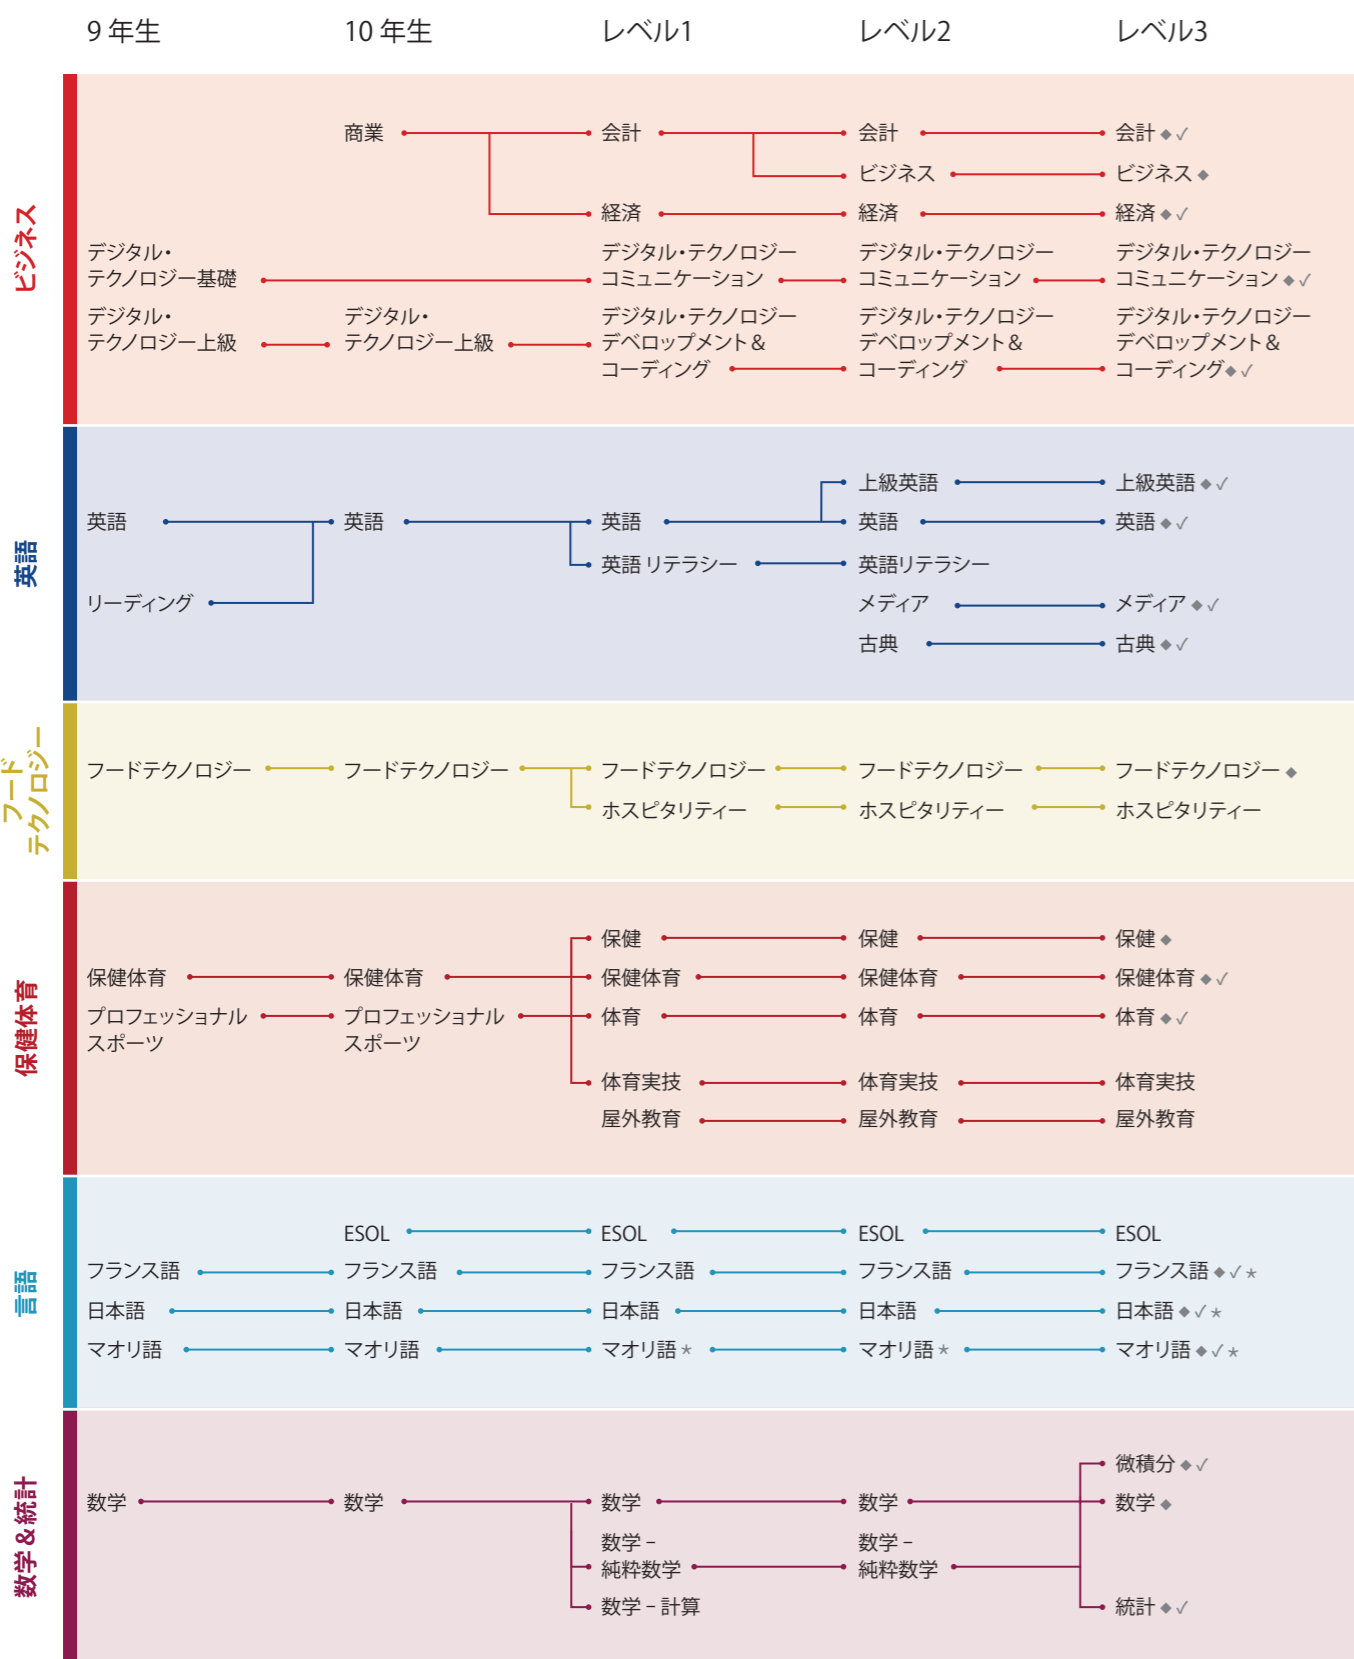 9 年生 10 年生 レベル1 レベル2 レベル3
ビジネス
商業 会計 会計 会計 ◆ ✓
ビジネス ビジネス ◆
経済 経済 経済 ◆ ✓
デジタル・ デジタル・テクノロジー デジタル・テクノロジー デジタル・テクノロジー
テクノロジー基礎 コミュニケーション コミュニケーション コミュニケーション ◆ ✓
デジタル・ デジタル・ デジタル・テクノロジー デジタル・テクノロジー デジタル・テクノロジー
テクノロジー上級 テクノロジー上級 デベロップメント& デベロップメント& デベロップメント&
コーディング コーディング コーディング◆ ✓
英語
上級英語 上級英語 ◆ ✓
英語 英語 英語 英語 英語 ◆ ✓
英語 リテラシー 英語リテラシー
リーディング メディア メディア ◆ ✓
古典 古典 ◆ ✓
フード
テクノロジー
フードテクノロジー フードテクノロジー フードテクノロジー フードテクノロジー フードテクノロジー ◆
ホスピタリティー ホスピタリティー ホスピタリティー
保健体育
保健 保健 保健 ◆
保健体育 保健体育 保健体育 保健体育 保健体育 ◆ ✓
プロフェッショナル プロフェッショナル 体育 体育 体育 ◆ ✓
スポーツ スポーツ
体育実技 体育実技 体育実技
屋外教育 屋外教育 屋外教育
言語
ESOL ESOL ESOL ESOL
フランス語 フランス語 フランス語 フランス語 フランス語 ◆ ✓ *
日本語 日本語 日本語 日本語 日本語 ◆ ✓ *
マオリ語 マオリ語 マオリ語 * マオリ語 * マオリ語 ◆ ✓ *
数学&統計
微積分 ◆ ✓
数学 数学 数学 数学 数学 ◆
数学 – 数学 –
純粋数学 純粋数学
数学 – 計算 統計 ◆ ✓